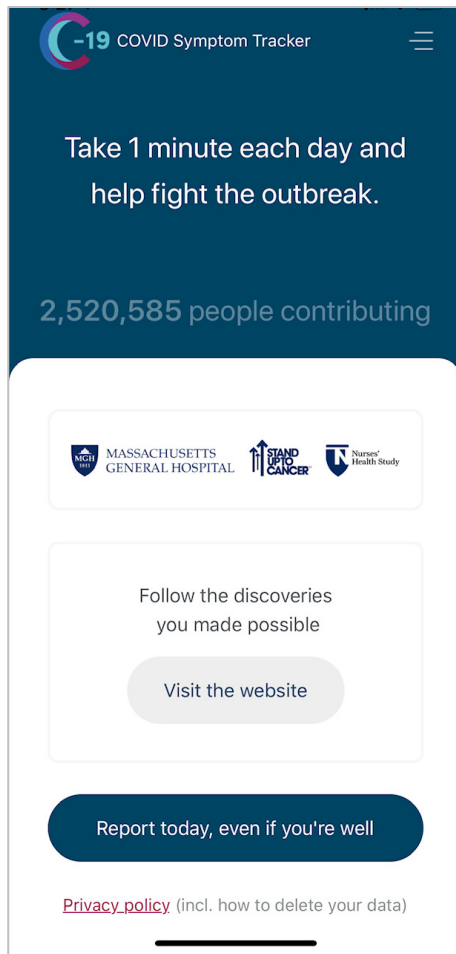 C-19 COVID Symptom Tracker
Take 1 minute each day and
help fight the outbreak.
2,520,585 people contributing
MGH
1811
MASSACHUSETTS
GENERAL HOSPITAL
STAND
UP TO
CANCER
N
Nurses'
Health Study
Follow the discoveries
you made possible
Visit the website
Report today, even if you're well
Privacy policy (incl. how to delete your data)